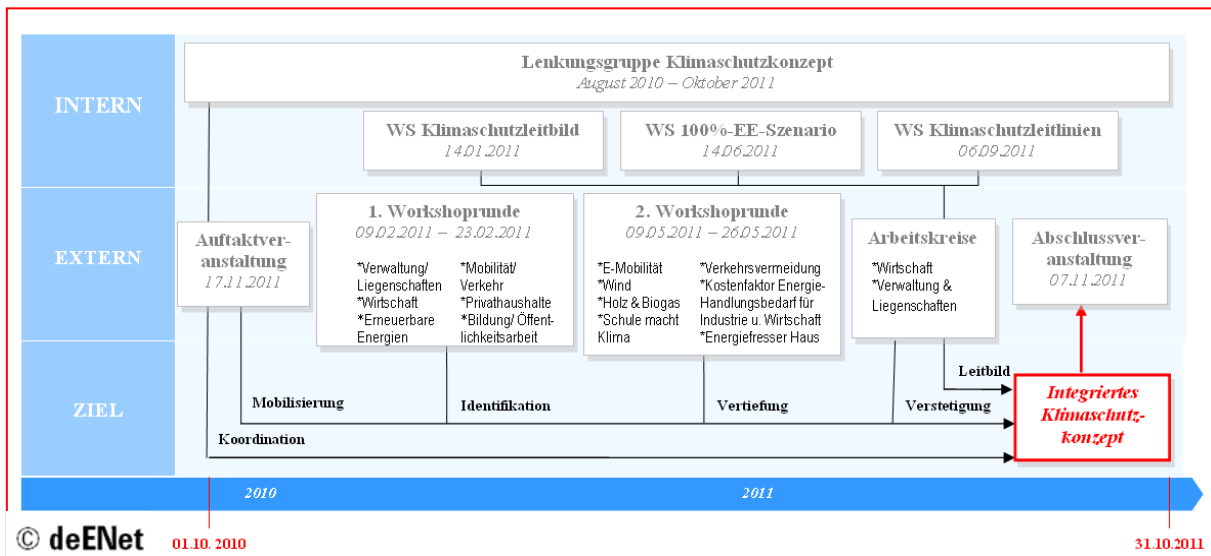 INTERN
Lenkungsgruppe Klimaschutzkonzept
August 2010 – Oktober 2011
WS Klimaschutzleitbild
14.01.2011
WS 100%-EE-Szenario
14.06.2011
WS Klimaschutzleitlinien
06.09.2011
EXTERN
Auftaktver-
anstaltung
17.11.2011
1. Workshoprunde
09.02.2011 – 23.02.2011
*Verwaltung/
Liegenschaften
*Wirtschaft
*Erneuerbare
Energien
*Mobilität/
Verkehr
*Privathaushalte
*Bildung/ Öffent-
lichkeitsarbeit
2. Workshoprunde
09.05.2011 – 26.05.2011
*E-Mobilität
*Wind
*Holz & Biogas
*Schule macht
Klima
*Verkehrsvermeidung
*Kostenfaktor Energie-
Handlungsbedarf für
Industrie u. Wirtschaft
*Energiefresser Haus
Arbeitskreise
*Wirtschaft
*Verwaltung &
Liegenschaften
Abschlussver-
anstaltung
07.11.2011
ZIEL
Mobilisierung
Identifikation
Vertiefung
Verstetigung
Leitbild
Koordination
Integriertes
Klimaschutz-
konzept
2010
2011
© deENet
01.10. 2010
31.10.2011